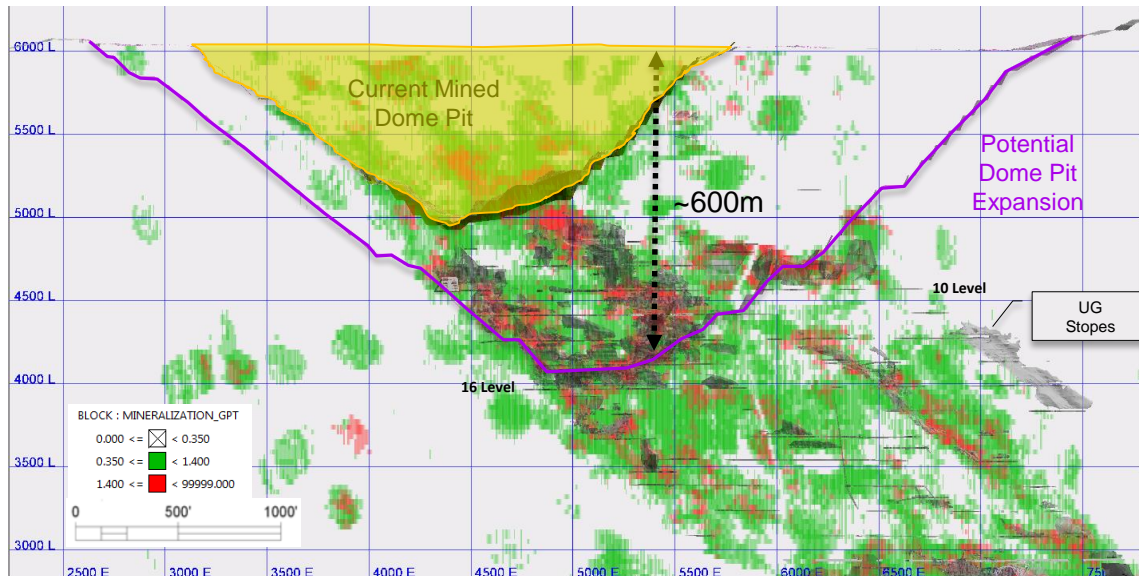 6000 L
5500 L
5000 L
4500 L
4000 L
3500 L
3000 L
Current Mined
Dome Pit
~600m
Potential
Dome Pit
Expansion
10 Level
UG
Stopes
16 Level
BLOCK : MINERALIZATION_GPT
0.000 <= < 0.350
0.350 <= < 1.400
1.400 <= < 99999.000
0 500' 1000'
2500 E 3000 E 3500 E 4000 E 4500 E 5000 E 5500 E 6000 E 6500 E